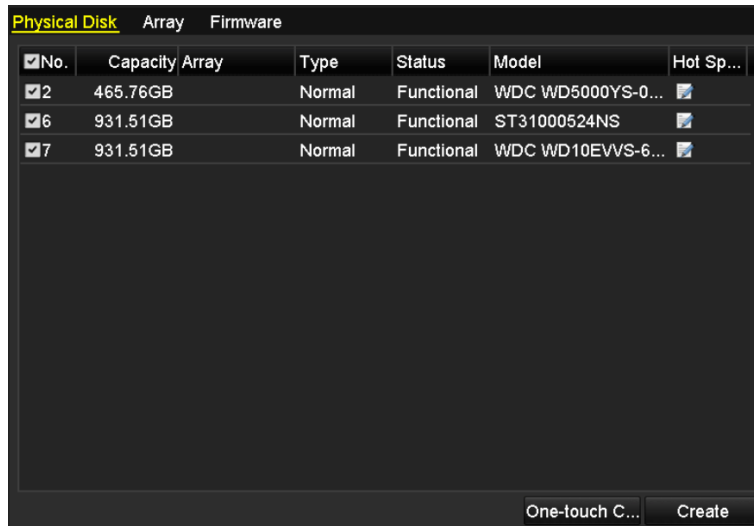 Physical Disk Array Firmware
No. Capacity Array Type Status Model Hot Sp...
2 465.76GB Normal Functional WDC WD5000YS-0...
6 931.51GB Normal Functional ST31000524NS
7 931.51GB Normal Functional WDC WD10EVVS-6...
One-touch C... Create